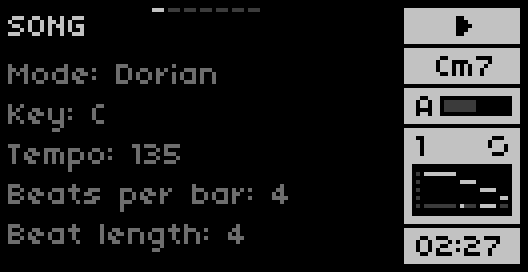 SONG
Mode: Dorian
Key: C
Tempo: 135
Beats per bar: 4
Beat length: 4
Cm7
A
1
02:27